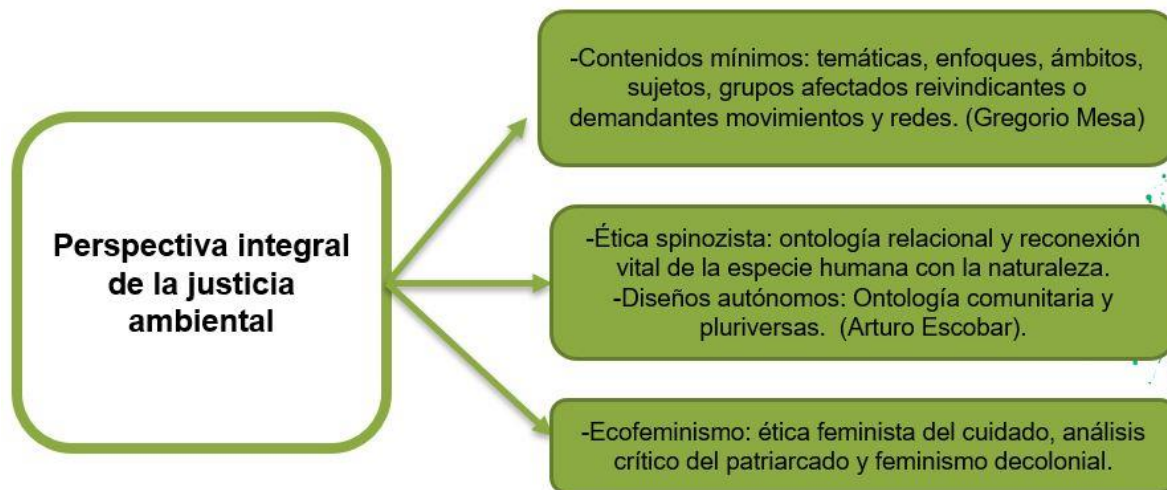 Perspectiva integral
de la justicia
ambiental
-Contenidos mínimos: temáticas, enfoques, ámbitos,
sujetos, grupos afectados reivindicantes o
demandantes movimientos y redes. (Gregorio Mesa)
-Ética spinozista: ontología relacional y reconexión
vital de la especie humana con la naturaleza.
-Diseños autónomos: Ontología comunitaria y
pluriversas. (Arturo Escobar).
-Ecofeminismo: ética feminista del cuidado, análisis
crítico del patriarcado y feminismo decolonial.